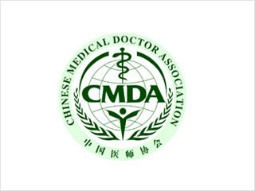 CHINESE MEDICAL DOCTOR ASSOCIATION
CMDA
中国医师协会